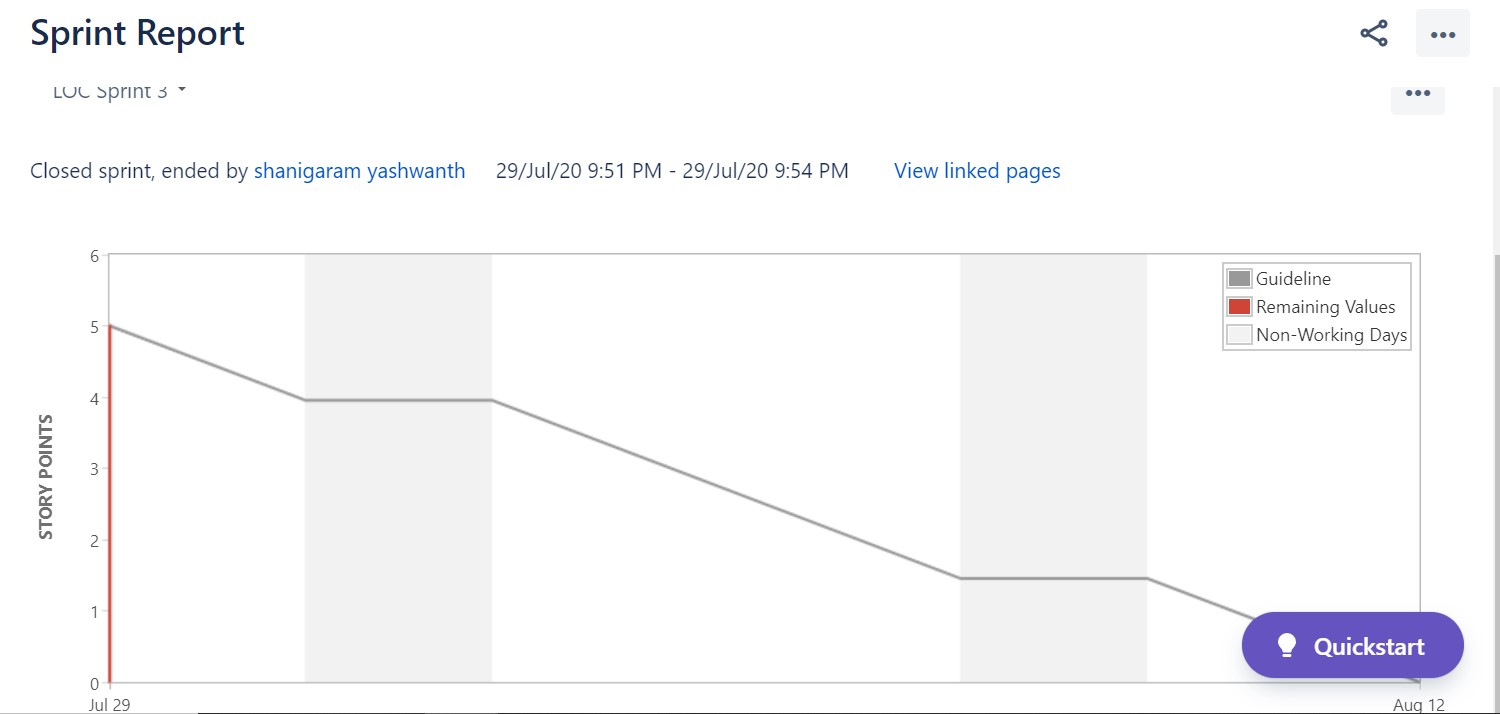 Sprint Report
LOC Sprint 3
Closed sprint, ended by shanigaram yashwanth 29/Jul/20 9:51 PM - 29/Jul/20 9:54 PM View linked pages
6
Guideline
5
Remaining Values
Non-Working Days
4
STORY POINTS
3
2
1
Quickstart
0
Jul 29
Aug 12